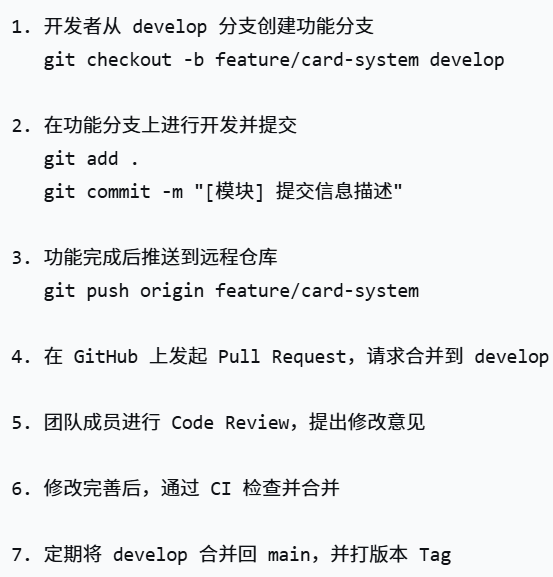 1. 开发者从 develop 分支创建功能分支
git checkout -b feature/card-system develop
2. 在功能分支上进行开发并提交
git add .
git commit -m "[模块] 提交信息描述"
3. 功能完成后推送到远程仓库
git push origin feature/card-system
4. 在 GitHub 上发起 Pull Request，请求合并到 develop
5. 团队成员进行 Code Review，提出修改意见
6. 修改完善后，通过 CI 检查并合并
7. 定期将 develop 合并回 main，并打版本 Tag